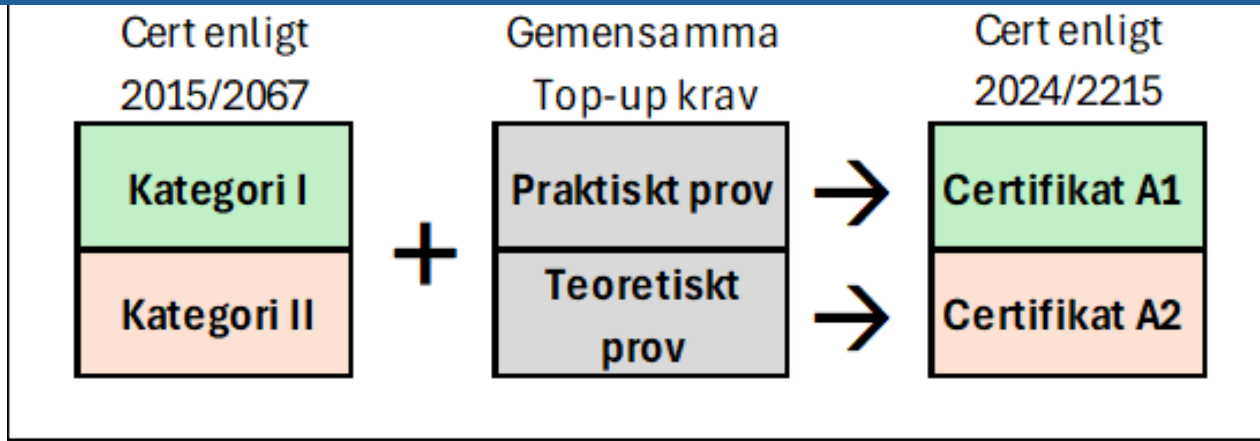 Cert enligt
2015/2067
Kategori I
Kategori II
+
Gemensamma
Top-up krav
Praktiskt prov
Teoretiskt
prov
→
→
Cert enligt
2024/2215
Certifikat A1
Certifikat A2